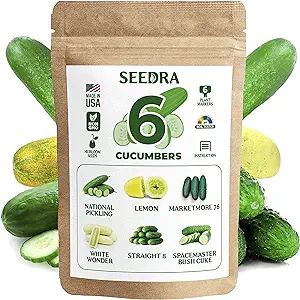 SEEDRA
MADE IN
USA
6
PLANT
MARKERS
6
NON
GMO
HEIRLOOM
SEEDS
CUCUMBERS
INSTRUCTION
NATIONAL
PICKLING
LEMON
MARKETMORE 76
WHITE
WONDER
STRAIGHT 8
SPACEMASTER
BUSH CUKE